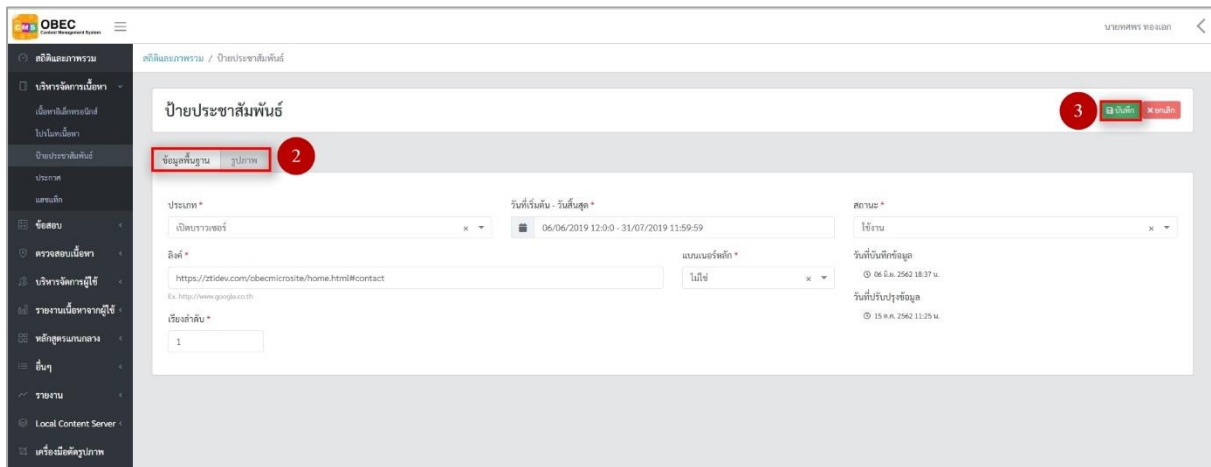 CMS OBEC
Content Management System
นายทศพร ทองเอก
สถิติและภาพรวม
สถิติและภาพรวม / ป้ายประชาสัมพันธ์
บริหารจัดการเนื้อหา
เนื้อหาอิเล็กทรอนิกส์
โปรโมทเนื้อหา
ป้ายประชาสัมพันธ์
ประกาศ
แฮชแท็ก
ข้อสอบ
ตรวจสอบเนื้อหา
บริหารจัดการผู้ใช้
รายงานเนื้อหาจากผู้ใช้
หลักสูตรแกนกลาง
อื่นๆ
รายงาน
Local Content Server
เครื่องมือตัดรูปภาพ
ป้ายประชาสัมพันธ์
3
บันทึก
ยกเลิก
ข้อมูลพื้นฐาน
รูปภาพ
2
ประเภท *
เปิดบราวเซอร์
วันที่เริ่มต้น - วันสิ้นสุด *
06/06/2019 12:0:0 - 31/07/2019 11:59:59
สถานะ *
ใช้งาน
ลิงค์ *
https://ztidev.com/obecmicrosite/home.html#contact
Ex. http://www.google.co.th
แบนเนอร์หลัก *
ไม่ใช่
วันที่บันทึกข้อมูล
06 มิ.ย. 2562 18:37 น.
วันที่ปรับปรุงข้อมูล
15 ต.ค. 2562 11:25 น.
เรียงลำดับ *
1